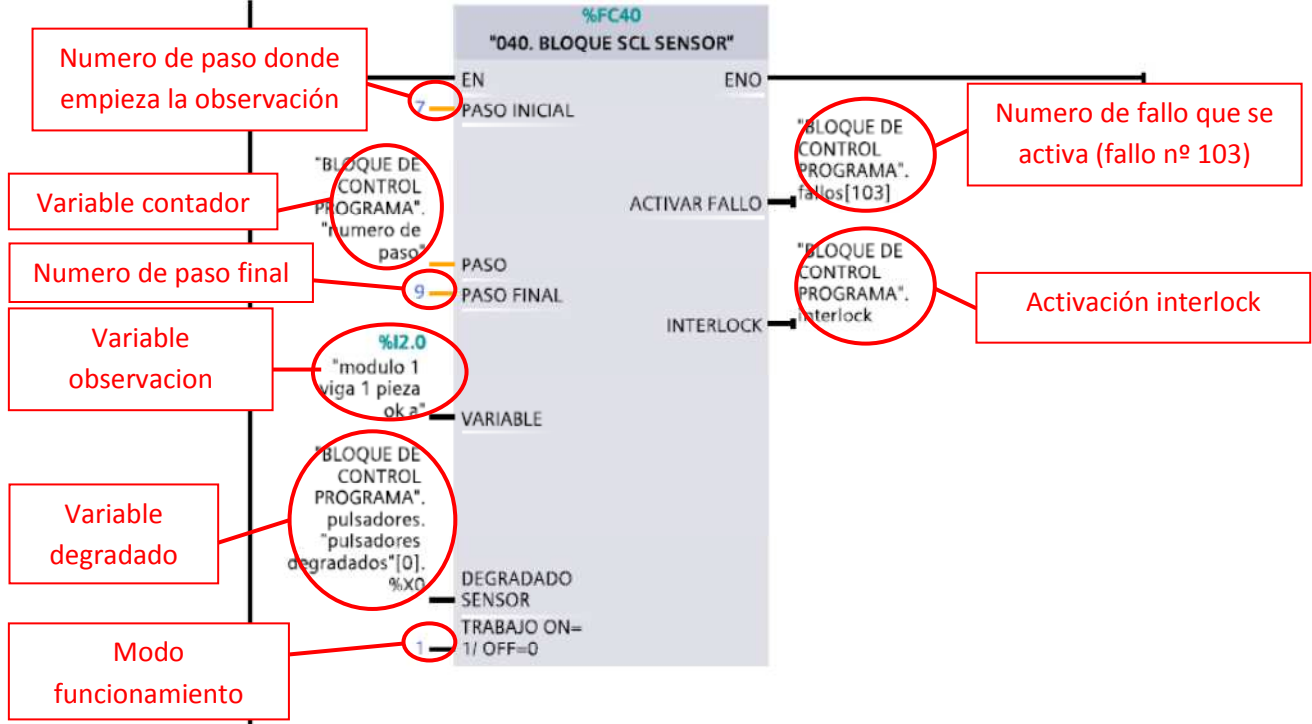 %FC40
"040. BLOQUE SCL SENSOR"
Numero de paso donde
empieza la observación
EN
ENO
7
PASO INICIAL
Numero de fallo que se
activa (fallo nº 103)
"BLOQUE DE
CONTROL
PROGRAMA".
fallos[103]
ACTIVAR FALLO
Variable contador
"BLOQUE DE
CONTROL
PROGRAMA".
"numero de
paso"
PASO
Numero de paso final
9
PASO FINAL
"BLOQUE DE
CONTROL
PROGRAMA".
interlock
INTERLOCK
Activación interlock
Variable
observacion
%I2.0
"modulo 1
viga 1 pieza
ok a"
VARIABLE
Variable
degradado
"BLOQUE DE
CONTROL
PROGRAMA".
pulsadores.
"pulsadores
degradados"[0].
%X0
DEGRADADO
SENSOR
Modo
funcionamiento
1
TRABAJO ON=
1/ OFF=0